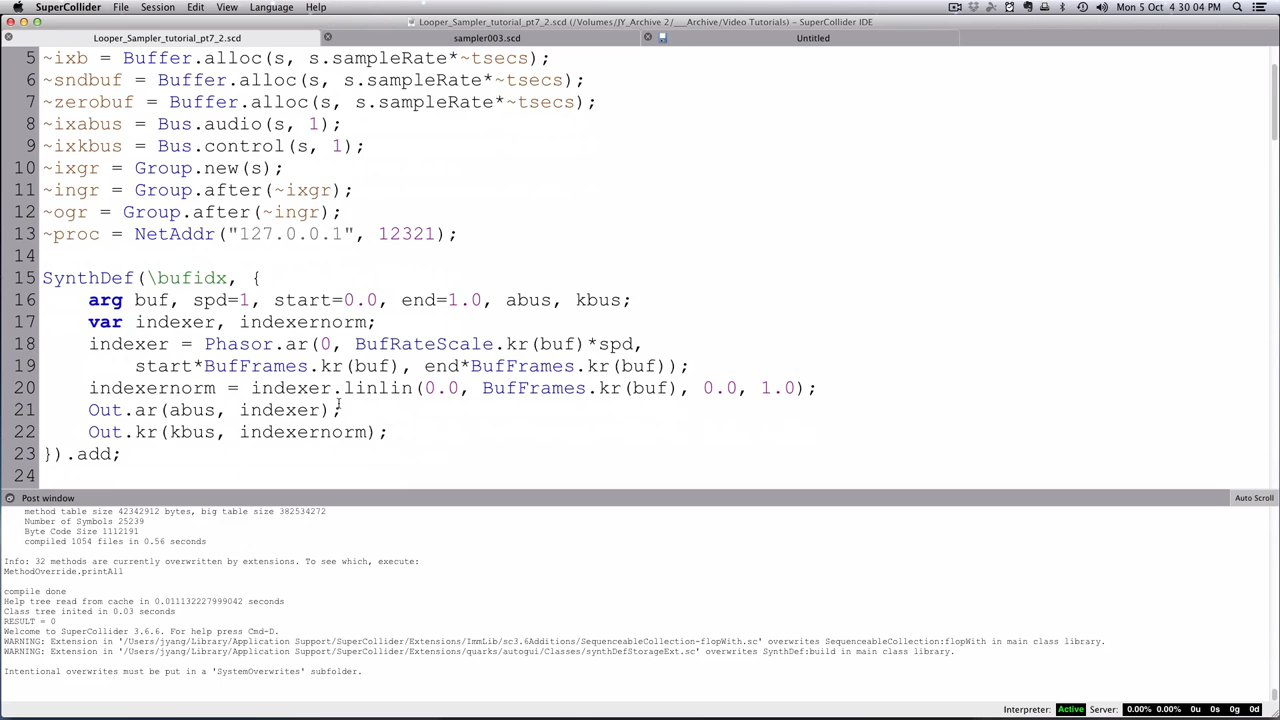 SuperCollider File Session Edit View Language Help Mon 5 Oct 4:30:04 PM
Looper_Sampler_tutorial_pt7_2.scd (/Volumes/JY_Archive 2/___Archive/Video Tutorials) – SuperCollider IDE
Looper_Sampler_tutorial_pt7_2.scd sampler003.scd Untitled
5 ~ixb = Buffer.alloc(s, s.sampleRate*~tsecs);
6 ~sndbuf = Buffer.alloc(s, s.sampleRate*~tsecs);
7 ~zerobuf = Buffer.alloc(s, s.sampleRate*~tsecs);
8 ~ixabus = Bus.audio(s, 1);
9 ~ixkbus = Bus.control(s, 1);
10 ~ixgr = Group.new(s);
11 ~ingr = Group.after(~ixgr);
12 ~ogr = Group.after(~ingr);
13 ~proc = NetAddr("127.0.0.1", 12321);
14
15 SynthDef(\bufidx, {
16 arg buf, spd=1, start=0.0, end=1.0, abus, kbus;
17 var indexer, indexernorm;
18 indexer = Phasor.ar(0, BufRateScale.kr(buf)*spd,
19 start*BufFrames.kr(buf), end*BufFrames.kr(buf));
20 indexernorm = indexer.linlin(0.0, BufFrames.kr(buf), 0.0, 1.0);
21 Out.ar(abus, indexer);
22 Out.kr(kbus, indexernorm);
23 }).add;
24
Post window Auto Scroll
method table size 42342912 bytes, big table size 382534272
Number of Symbols 25239
Byte Code Size 1112191
compiled 1054 files in 0.56 seconds
Info: 32 methods are currently overwritten by extensions. To see which, execute:
MethodOverride.printAll
compile done
Help tree read from cache in 0.011132227999042 seconds
Class tree inited in 0.03 seconds
RESULT = 0
Welcome to SuperCollider 3.6.6. For help press Cmd-D.
WARNING: Extension in '/Users/jyang/Library/Application Support/SuperCollider/Extensions/ImmLib/sc3.6Additions/SequenceableCollection-flopWith.sc' overwrites SequenceableCollection:flopWith in main class library.
WARNING: Extension in '/Users/jyang/Library/Application Support/SuperCollider/Extensions/quarks/autogui/Classes/synthDefStorageExt.sc' overwrites SynthDef:build in main class library.
Intentional overwrites must be put in a 'SystemOverwrites' subfolder.
Interpreter: Active Server: 0.00% 0.00% 0u 0s 0g 0d